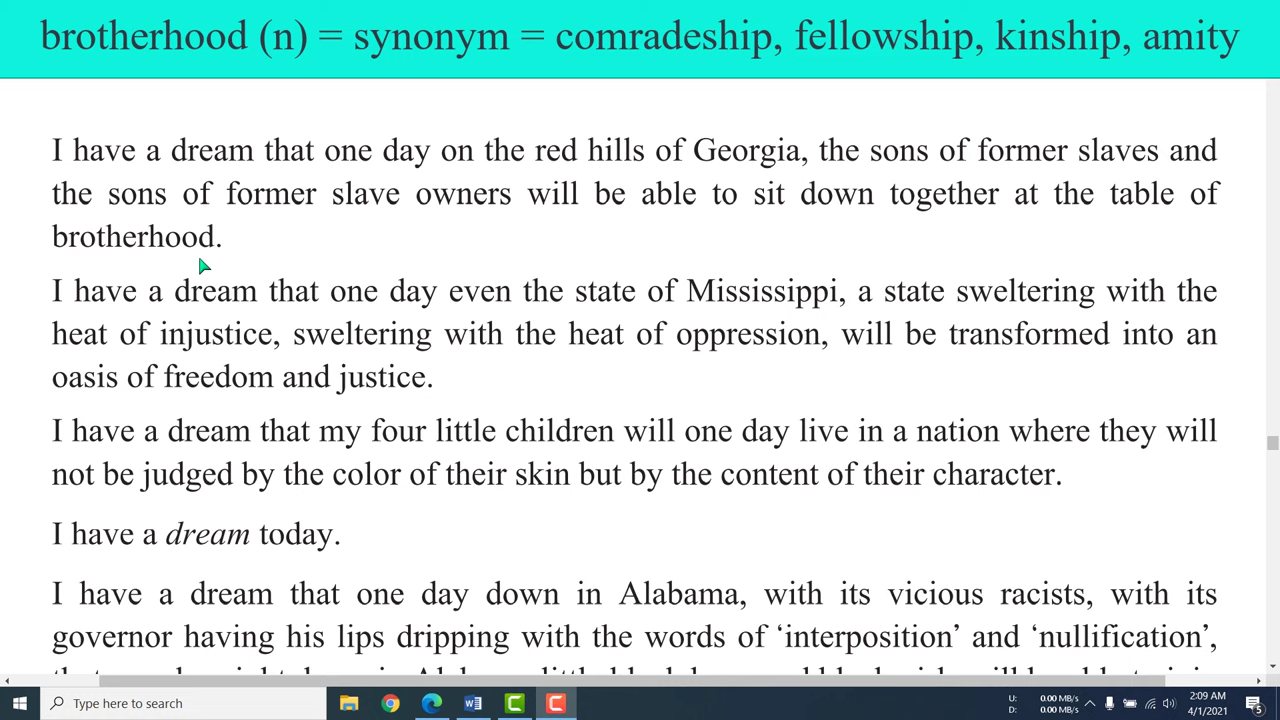 brotherhood (n) = synonym = comradeship, fellowship, kinship, amity
I have a dream that one day on the red hills of Georgia, the sons of former slaves and
the sons of former slave owners will be able to sit down together at the table of
brotherhood.
I have a dream that one day even the state of Mississippi, a state sweltering with the
heat of injustice, sweltering with the heat of oppression, will be transformed into an
oasis of freedom and justice.
I have a dream that my four little children will one day live in a nation where they will
not be judged by the color of their skin but by the content of their character.
I have a dream today.
I have a dream that one day down in Alabama, with its vicious racists, with its
governor having his lips dripping with the words of ‘interposition’ and ‘nullification’,
Type here to search
U: 0.00 MB/s
D: 0.00 MB/s
2:09 AM
4/1/2021
5